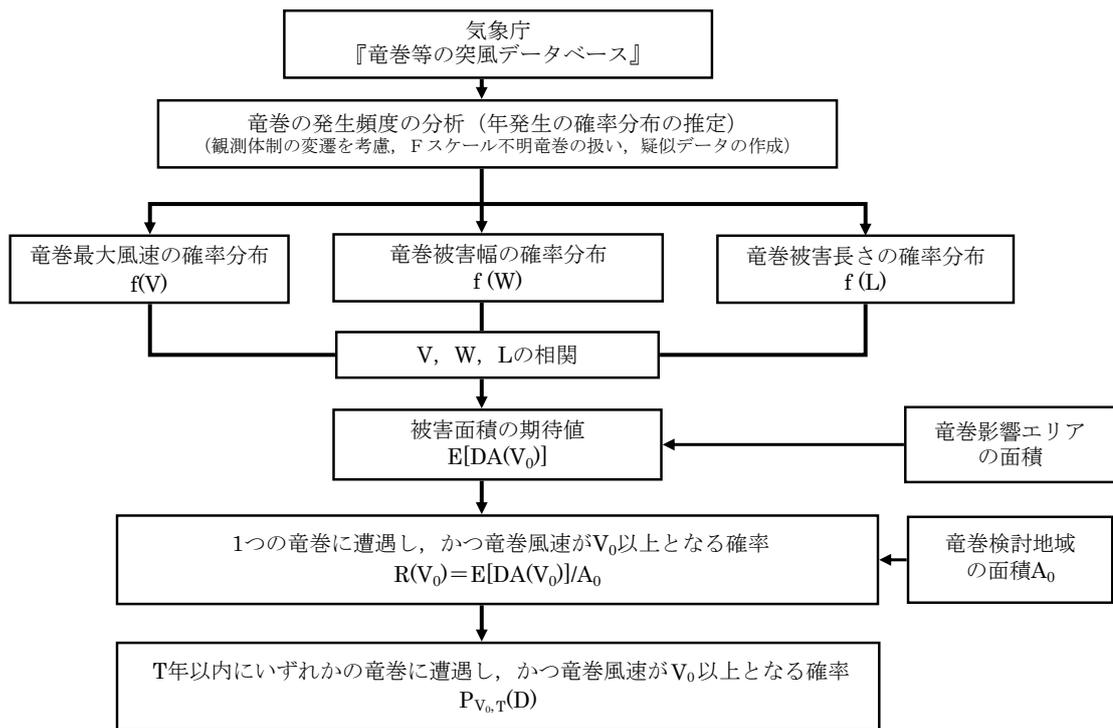 気象庁
『竜巻等の突風データベース』
竜巻の発生頻度の分析（年発生の確率分布の推定）
（観測体制の変遷を考慮，Ｆスケール不明竜巻の扱い，疑似データの作成）
竜巻最大風速の確率分布
f(V)
竜巻被害幅の確率分布
f (W)
竜巻被害長さの確率分布
f (L)
V，W，Lの相関
被害面積の期待値
E[DA(V₀)]
竜巻影響エリア
の面積
1つの竜巻に遭遇し，かつ竜巻風速がV₀以上となる確率
R(V₀)＝E[DA(V₀)]/A₀
竜巻検討地域
の面積A₀
T年以内にいずれかの竜巻に遭遇し，かつ竜巻風速がV₀以上となる確率
P_{V₀,T}(D)